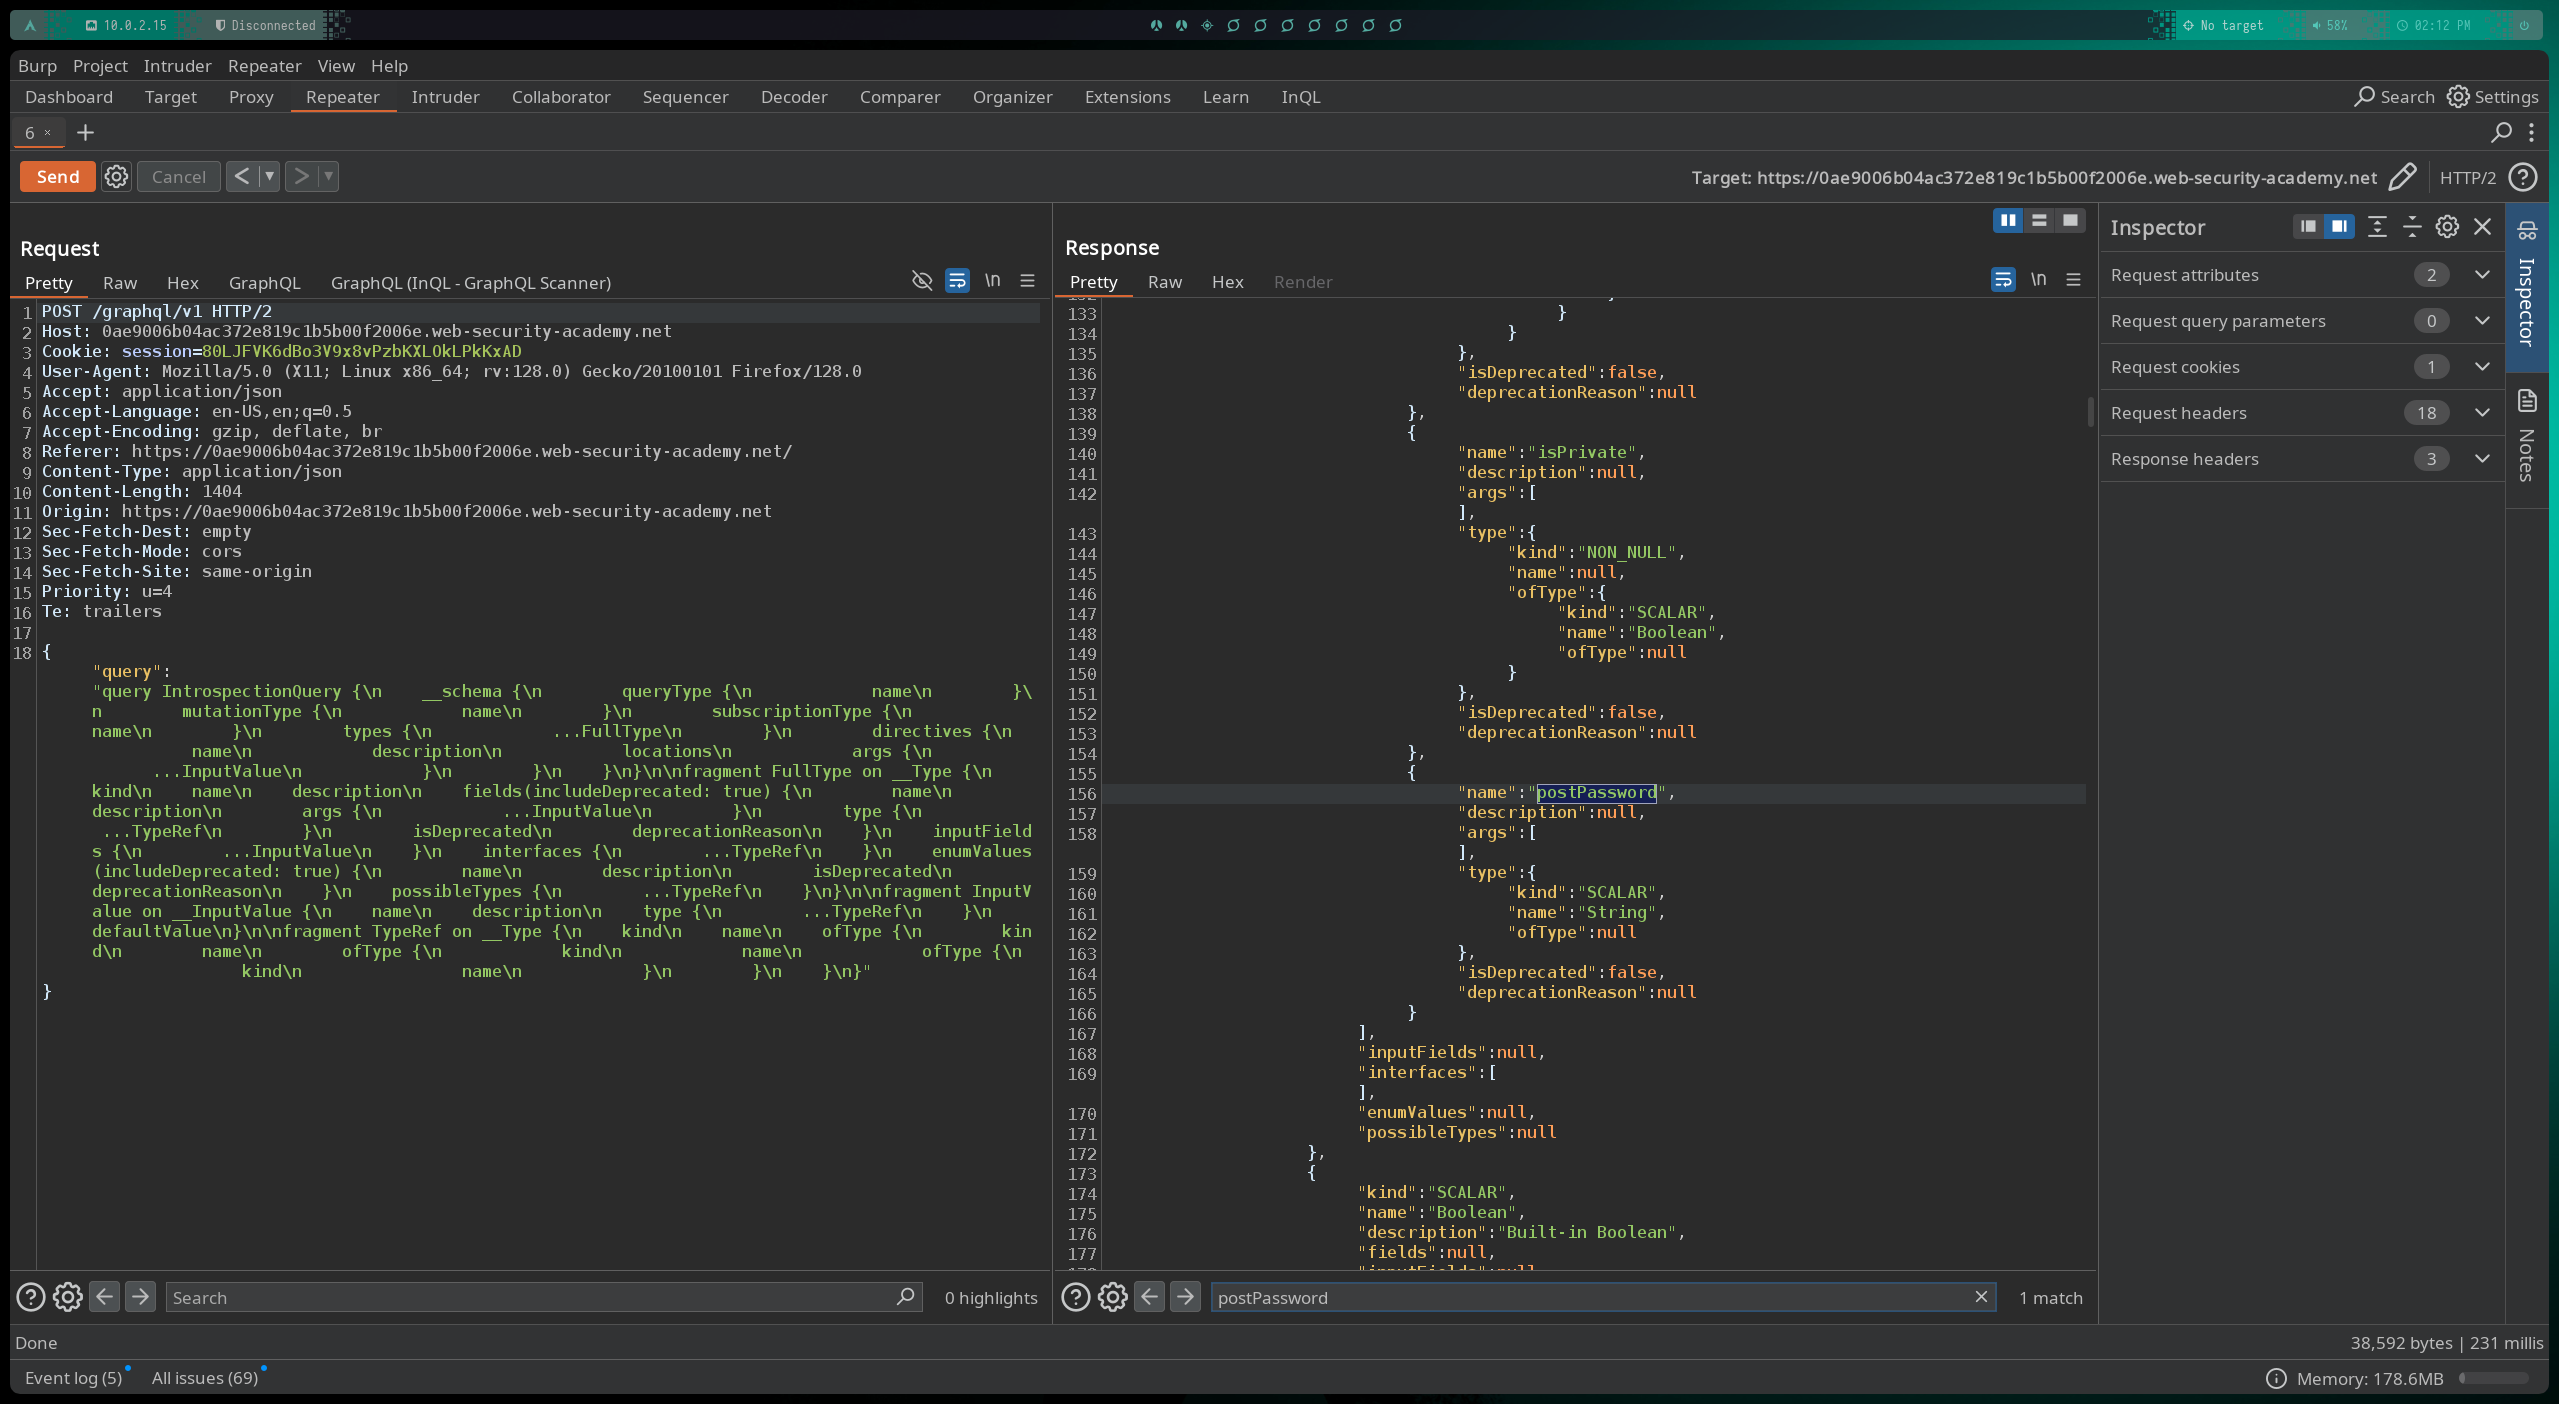 10.0.2.15 Disconnected No target 58% 02:12 PM
Burp Project Intruder Repeater View Help
Dashboard Target Proxy Repeater Intruder Collaborator Sequencer Decoder Comparer Organizer Extensions Learn InQL Search Settings
6 × +
Send Cancel < > Target: https://0ae9006b04ac372e819c1b5b00f2006e.web-security-academy.net HTTP/2
Request
Pretty Raw Hex GraphQL GraphQL (InQL - GraphQL Scanner) \n
1 POST /graphql/v1 HTTP/2
2 Host: 0ae9006b04ac372e819c1b5b00f2006e.web-security-academy.net
3 Cookie: session=80LJFVK6dBo3V9x8vPzbKXLOkLPkKxAD
4 User-Agent: Mozilla/5.0 (X11; Linux x86_64; rv:128.0) Gecko/20100101 Firefox/128.0
5 Accept: application/json
6 Accept-Language: en-US,en;q=0.5
7 Accept-Encoding: gzip, deflate, br
8 Referer: https://0ae9006b04ac372e819c1b5b00f2006e.web-security-academy.net/
9 Content-Type: application/json
10 Content-Length: 1404
11 Origin: https://0ae9006b04ac372e819c1b5b00f2006e.web-security-academy.net
12 Sec-Fetch-Dest: empty
13 Sec-Fetch-Mode: cors
14 Sec-Fetch-Site: same-origin
15 Priority: u=4
16 Te: trailers
17
18 {
"query":
"query IntrospectionQuery {\n    __schema {\n        queryType {\n            name\n        }\
n        mutationType {\n            name\n        }\n        subscriptionType {\n
name\n        }\n        types {\n            ...FullType\n        }\n        directives {\n
name\n            description\n            locations\n            args {\n
...InputValue\n            }\n        }\n    }\n}\n\nfragment FullType on __Type {\n
kind\n    name\n    description\n    fields(includeDeprecated: true) {\n        name\n
description\n        args {\n            ...InputValue\n        }\n        type {\n
...TypeRef\n        }\n        isDeprecated\n        deprecationReason\n    }\n    inputField
s {\n        ...InputValue\n    }\n    interfaces {\n        ...TypeRef\n    }\n    enumValues
(includeDeprecated: true) {\n        name\n        description\n        isDeprecated\n
deprecationReason\n    }\n    possibleTypes {\n        ...TypeRef\n    }\n}\n\nfragment InputV
alue on __InputValue {\n    name\n    description\n    type {\n        ...TypeRef\n    }\n
defaultValue\n}\n\nfragment TypeRef on __Type {\n    kind\n    name\n    ofType {\n        kin
d\n        name\n        ofType {\n            kind\n            name\n            ofType {\n
kind\n                name\n            }\n        }\n    }\n}"
}
Search 0 highlights
Response
Pretty Raw Hex Render \n
133 }
134 }
135 },
136 "isDeprecated":false,
137 "deprecationReason":null
138 },
139 {
140 "name":"isPrivate",
141 "description":null,
142 "args":[
],
143 "type":{
144 "kind":"NON_NULL",
145 "name":null,
146 "ofType":{
147 "kind":"SCALAR",
148 "name":"Boolean",
149 "ofType":null
150 }
151 },
152 "isDeprecated":false,
153 "deprecationReason":null
154 },
155 {
156 "name":"postPassword",
157 "description":null,
158 "args":[
],
159 "type":{
160 "kind":"SCALAR",
161 "name":"String",
162 "ofType":null
163 },
164 "isDeprecated":false,
165 "deprecationReason":null
166 }
167 ],
168 "inputFields":null,
169 "interfaces":[
],
170 "enumValues":null,
171 "possibleTypes":null
172 },
173 {
174 "kind":"SCALAR",
175 "name":"Boolean",
176 "description":"Built-in Boolean",
177 "fields":null,
postPassword 1 match
Inspector
Request attributes 2
Request query parameters 0
Request cookies 1
Request headers 18
Response headers 3
Inspector
Notes
Done 38,592 bytes | 231 millis
Event log (5) All issues (69) Memory: 178.6MB